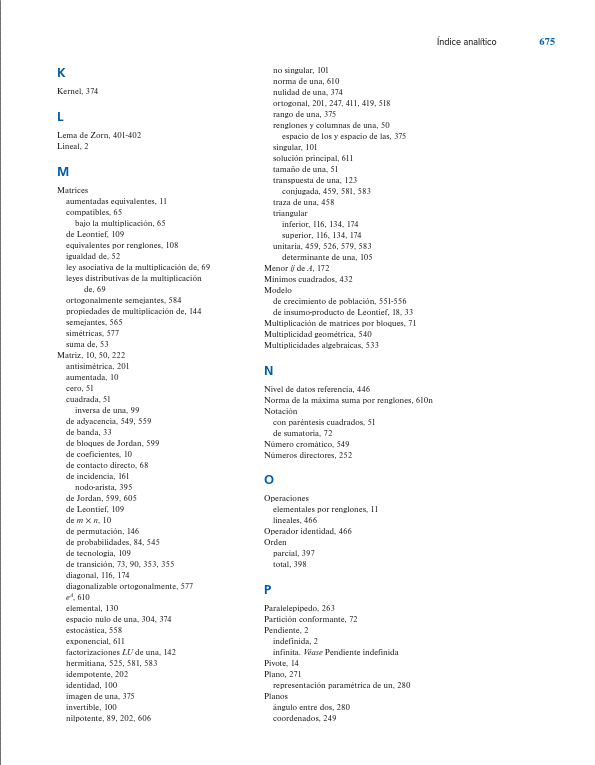 Índice analítico 675
K
Kernel, 374
L
Lema de Zorn, 401-402
Lineal, 2
M
Matrices
aumentadas equivalentes, 11
compatibles, 65
bajo la multiplicación, 65
de Leontief, 109
equivalentes por renglones, 108
igualdad de, 52
ley asociativa de la multiplicación de, 69
leyes distributivas de la multiplicación
de, 69
ortogonalmente semejantes, 584
propiedades de multiplicación de, 144
semejantes, 565
simétricas, 577
suma de, 53
Matriz, 10, 50, 222
antisimétrica, 201
aumentada, 10
cero, 51
cuadrada, 51
inversa de una, 99
de adyacencia, 549, 559
de banda, 33
de bloques de Jordan, 599
de coeficientes, 10
de contacto directo, 68
de incidencia, 161
nodo-arista, 395
de Jordan, 599, 605
de Leontief, 109
de m × n, 10
de permutación, 146
de probabilidades, 84, 545
de tecnología, 109
de transición, 73, 90, 353, 355
diagonal, 116, 174
diagonalizable ortogonalmente, 577
eᴬ, 610
elemental, 130
espacio nulo de una, 304, 374
estocástica, 558
exponencial, 611
factorizaciones LU de una, 142
hermitiana, 525, 581, 583
idempotente, 202
identidad, 100
imagen de una, 375
invertible, 100
nilpotente, 89, 202, 606
no singular, 101
norma de una, 610
nulidad de una, 374
ortogonal, 201, 247, 411, 419, 518
rango de una, 375
renglones y columnas de una, 50
espacio de los y espacio de las, 375
singular, 101
solución principal, 611
tamaño de una, 51
transpuesta de una, 123
conjugada, 459, 581, 583
traza de una, 458
triangular
inferior, 116, 134, 174
superior, 116, 134, 174
unitaria, 459, 526, 579, 583
determinante de una, 105
Menor ij de A, 172
Mínimos cuadrados, 432
Modelo
de crecimiento de población, 551-556
de insumo-producto de Leontief, 18, 33
Multiplicación de matrices por bloques, 71
Multiplicidad geométrica, 540
Multiplicidades algebraicas, 533
N
Nivel de datos referencia, 446
Norma de la máxima suma por renglones, 610n
Notación
con paréntesis cuadrados, 51
de sumatoria, 72
Número cromático, 549
Números directores, 252
O
Operaciones
elementales por renglones, 11
lineales, 466
Operador identidad, 466
Orden
parcial, 397
total, 398
P
Paralelepípedo, 263
Partición conformante, 72
Pendiente, 2
indefinida, 2
infinita. Véase Pendiente indefinida
Pivote, 14
Plano, 271
representación paramétrica de un, 280
Planos
ángulo entre dos, 280
coordenados, 249